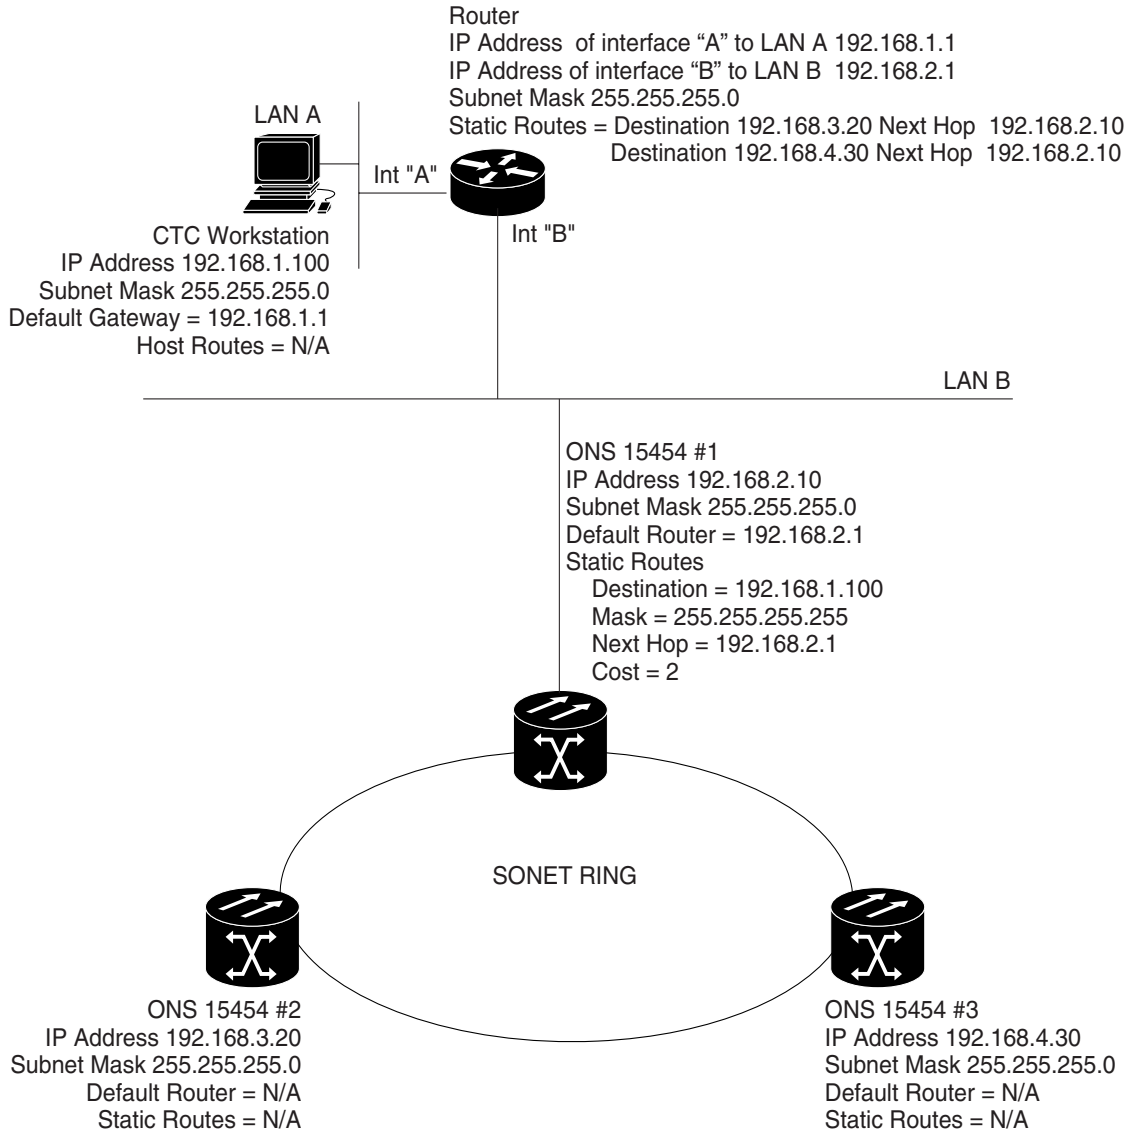 Router
IP Address of interface “A” to LAN A 192.168.1.1
IP Address of interface “B” to LAN B 192.168.2.1
Subnet Mask 255.255.255.0
Static Routes = Destination 192.168.3.20 Next Hop 192.168.2.10
Destination 192.168.4.30 Next Hop 192.168.2.10
LAN A
Int "A"
Int "B"
CTC Workstation
IP Address 192.168.1.100
Subnet Mask 255.255.255.0
Default Gateway = 192.168.1.1
Host Routes = N/A
LAN B
ONS 15454 #1
IP Address 192.168.2.10
Subnet Mask 255.255.255.0
Default Router = 192.168.2.1
Static Routes
Destination = 192.168.1.100
Mask = 255.255.255.255
Next Hop = 192.168.2.1
Cost = 2
SONET RING
ONS 15454 #2
IP Address 192.168.3.20
Subnet Mask 255.255.255.0
Default Router = N/A
Static Routes = N/A
ONS 15454 #3
IP Address 192.168.4.30
Subnet Mask 255.255.255.0
Default Router = N/A
Static Routes = N/A